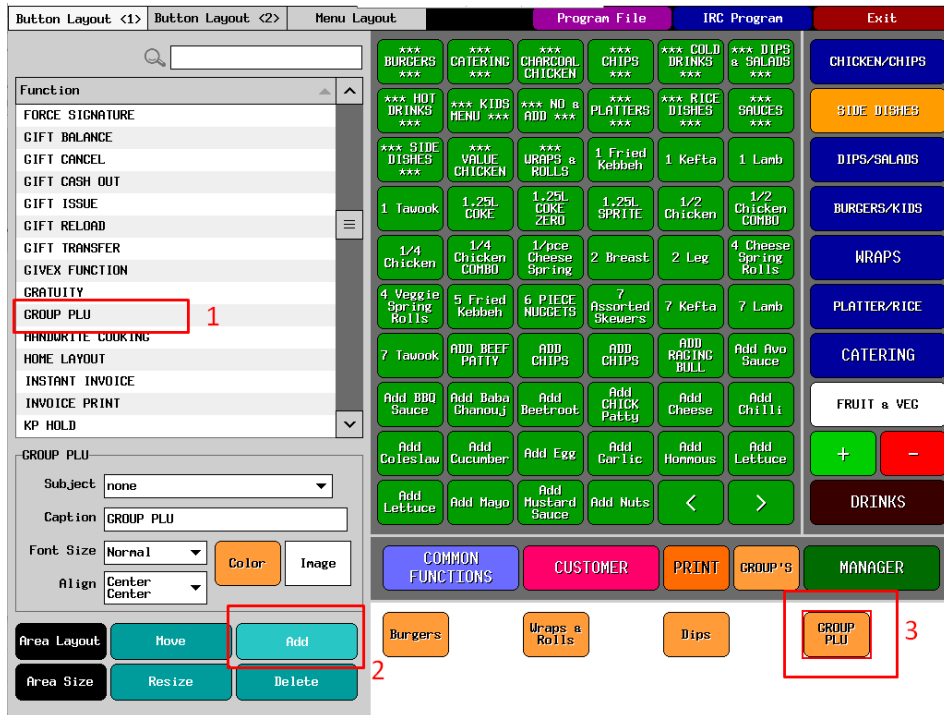 Button Layout <1>
Button Layout <2>
Menu Layout
Program File
IRC Program
Exit
Function
FORCE SIGNATURE
GIFT BALANCE
GIFT CANCEL
GIFT CASH OUT
GIFT ISSUE
GIFT RELOAD
GIFT TRANSFER
GIVEX FUNCTION
GRATUITY
GROUP PLU
1
HANDWRITE COOKING
HOME LAYOUT
INSTANT INVOICE
INVOICE PRINT
KP HOLD
GROUP PLU
Subject none
Caption GROUP PLU
Font Size Normal
Color
Image
Align Center
Center
Area Layout
Move
Add
2
Area Size
Resize
Delete
***
BURGERS
***
***
CATERING
***
***
CHARCOAL
CHICKEN
***
CHIPS
***
*** COLD
DRINKS
***
*** DIPS
& SALADS
***
*** HOT
DRINKS
***
*** KIDS
MENU ***
*** NO &
ADD ***
***
PLATTERS
***
*** RICE
DISHES
***
***
SAUCES
***
*** SIDE
DISHES
***
***
VALUE
CHICKEN
***
WRAPS &
ROLLS
1 Fried
Kebbeh
1 Kefta
1 Lamb
1 Tawook
1.25L
COKE
1.25L
COKE
ZERO
1.25L
SPRITE
1/2
Chicken
1/2
Chicken
COMBO
1/4
Chicken
1/4
Chicken
COMBO
1/pce
Cheese
Spring
2 Breast
2 Leg
4 Cheese
Spring
Rolls
4 Veggie
Spring
Rolls
5 Fried
Kebbeh
6 PIECE
NUGGETS
7
Assorted
Skewers
7 Kefta
7 Lamb
7 Tawook
ADD BEEF
PATTY
ADD
CHIPS
ADD
CHIPS
ADD
RAGING
BULL
Add Avo
Sauce
Add BBQ
Sauce
Add Baba
Ghanouj
Add
Beetroot
Add
CHICK
Patty
Add
Cheese
Add
Chilli
Add
Coleslaw
Add
Cucumber
Add Egg
Add
Garlic
Add
Hommous
Add
Lettuce
Add
Lettuce
Add Mayo
Add
Mustard
Sauce
Add Nuts
<
>
CHICKEN/CHIPS
SIDE DISHES
DIPS/SALADS
BURGERS/KIDS
WRAPS
PLATTER/RICE
CATERING
FRUIT & VEG
+
-
DRINKS
COMMON
FUNCTIONS
CUSTOMER
PRINT
GROUP'S
MANAGER
Burgers
Wraps &
Rolls
Dips
GROUP
PLU
3